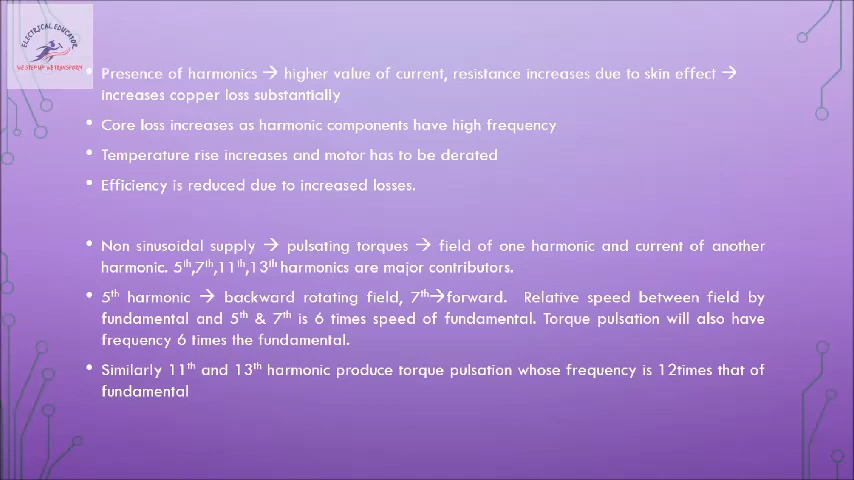 ELECTRICAL EDUCATOR
WE STEP UP WE TRANSFORM
• Presence of harmonics → higher value of current, resistance increases due to skin effect →
increases copper loss substantially
• Core loss increases as harmonic components have high frequency
• Temperature rise increases and motor has to be derated
• Efficiency is reduced due to increased losses.
• Non sinusoidal supply → pulsating torques → field of one harmonic and current of another
harmonic. 5th,7th,11th,13th harmonics are major contributors.
• 5th harmonic → backward rotating field, 7th→forward. Relative speed between field by
fundamental and 5th & 7th is 6 times speed of fundamental. Torque pulsation will also have
frequency 6 times the fundamental.
• Similarly 11th and 13th harmonic produce torque pulsation whose frequency is 12times that of
fundamental